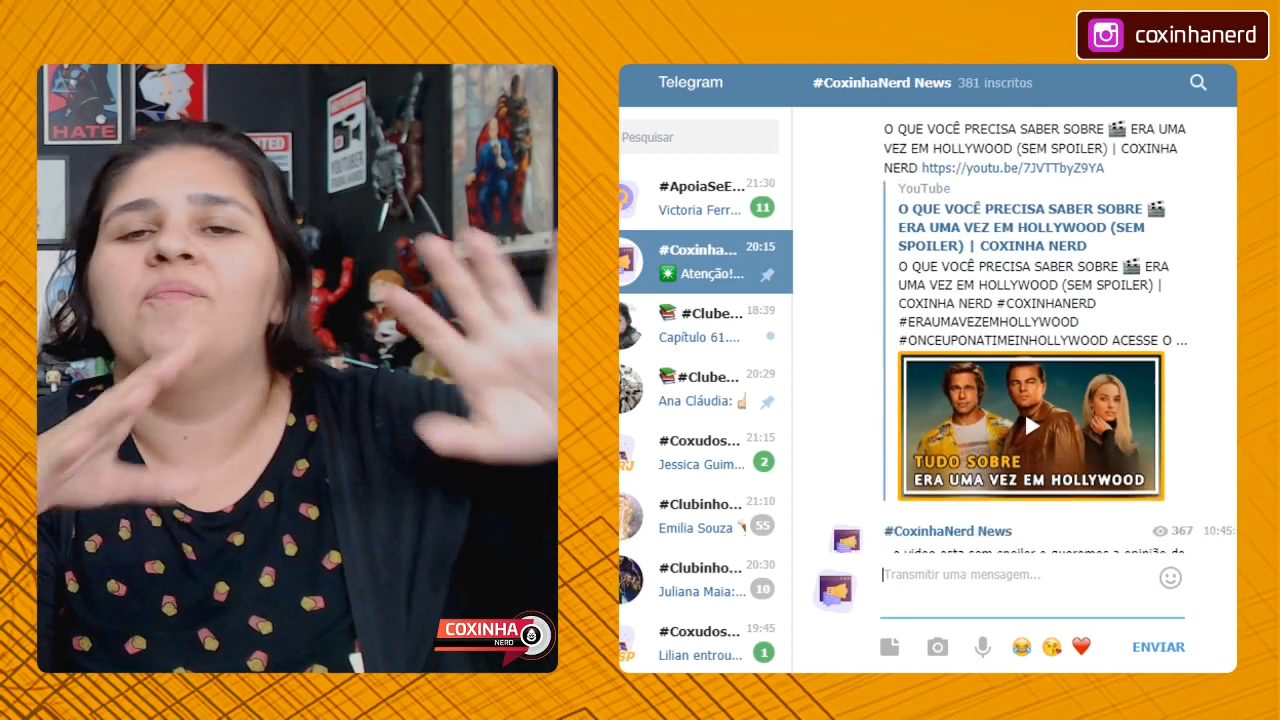 coxinhanerd
HATE
YOUTUBER
COXINHA
NERD
Telegram
#CoxinhaNerd News 381 inscritos
Pesquisar
#ApoiaSeE... 21:30
Victoria Ferr... 11
#Coxinha... 20:15
Atenção!...
#Clube... 18:39
Capítulo 61....
#Clube... 20:29
Ana Cláudia:
#Coxudos... 21:15
Jessica Guim... 2
#Clubinho... 21:10
Emilia Souza 55
#Clubinho... 20:30
Juliana Maia:... 10
#Coxudos... 19:45
Lilian entrou... 1
O QUE VOCÊ PRECISA SABER SOBRE 🎬 ERA UMA
VEZ EM HOLLYWOOD (SEM SPOILER) | COXINHA
NERD https://youtu.be/7JVTTbyZ9YA
YouTube
O QUE VOCÊ PRECISA SABER SOBRE 🎬
ERA UMA VEZ EM HOLLYWOOD (SEM
SPOILER) | COXINHA NERD
O QUE VOCÊ PRECISA SABER SOBRE 🎬 ERA
UMA VEZ EM HOLLYWOOD (SEM SPOILER) |
COXINHA NERD #COXINHANERD
#ERAUMAVEZEMHOLLYWOOD
#ONCEUPONATIMEINHOLLYWOOD ACESSE O ...
TUDO SOBRE
ERA UMA VEZ EM HOLLYWOOD
#CoxinhaNerd News 367 10:45
Transmitir uma mensagem...
ENVIAR